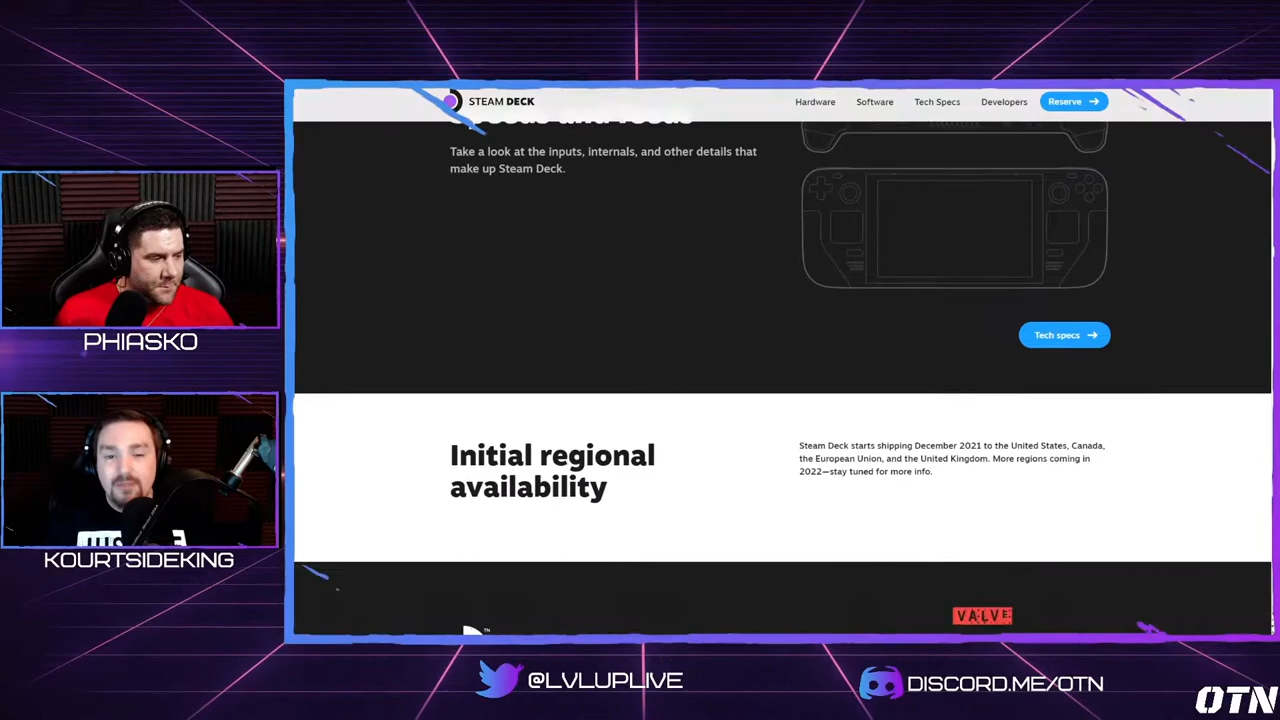 STEAM DECK
Hardware
Software
Tech Specs
Developers
Reserve →
Take a look at the inputs, internals, and other details that
make up Steam Deck.
Tech specs →
Initial regional
availability
Steam Deck starts shipping December 2021 to the United States, Canada,
the European Union, and the United Kingdom. More regions coming in
2022—stay tuned for more info.
VALVE
™
PHIASKO
KOURTSIDEKING
@LVLUPLIVE
DISCORD.ME/OTN
OTN